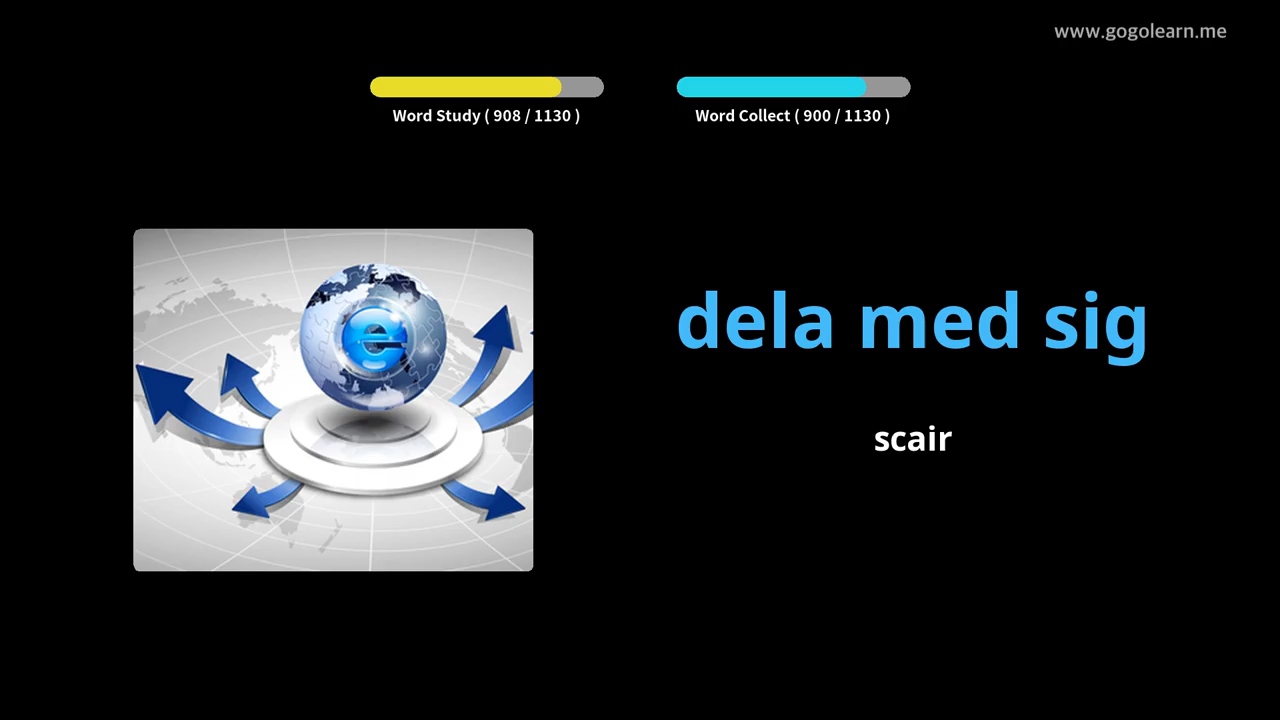 www.gogolearn.me
Word Study ( 908 / 1130 )
Word Collect ( 900 / 1130 )
e
dela med sig
scair